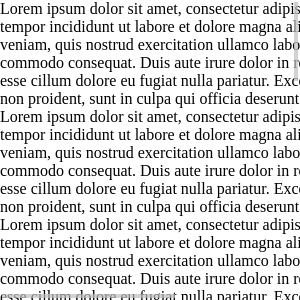 Lorem ipsum dolor sit amet, consectetur adipis
tempor incididunt ut labore et dolore magna ali
veniam, quis nostrud exercitation ullamco labo
commodo consequat. Duis aute irure dolor in r
esse cillum dolore eu fugiat nulla pariatur. Exc
non proident, sunt in culpa qui officia deserunt
Lorem ipsum dolor sit amet, consectetur adipis
tempor incididunt ut labore et dolore magna ali
veniam, quis nostrud exercitation ullamco labo
commodo consequat. Duis aute irure dolor in r
esse cillum dolore eu fugiat nulla pariatur. Exc
non proident, sunt in culpa qui officia deserunt
Lorem ipsum dolor sit amet, consectetur adipis
tempor incididunt ut labore et dolore magna ali
veniam, quis nostrud exercitation ullamco labo
commodo consequat. Duis aute irure dolor in r
esse cillum dolore eu fugiat nulla pariatur. Exc